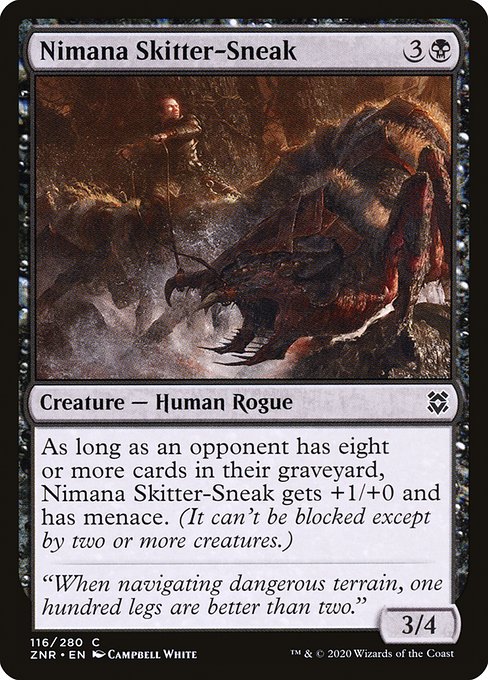 Nimana Skitter-Sneak 3
Creature — Human Rogue
As long as an opponent has eight
or more cards in their graveyard,
Nimana Skitter-Sneak gets +1/+0 and
has menace. (It can't be blocked except
by two or more creatures.)
“When navigating dangerous terrain, one
hundred legs are better than two.”
3/4
116/280 C
ZNR • EN Campbell White
™ & © 2020 Wizards of the Coast